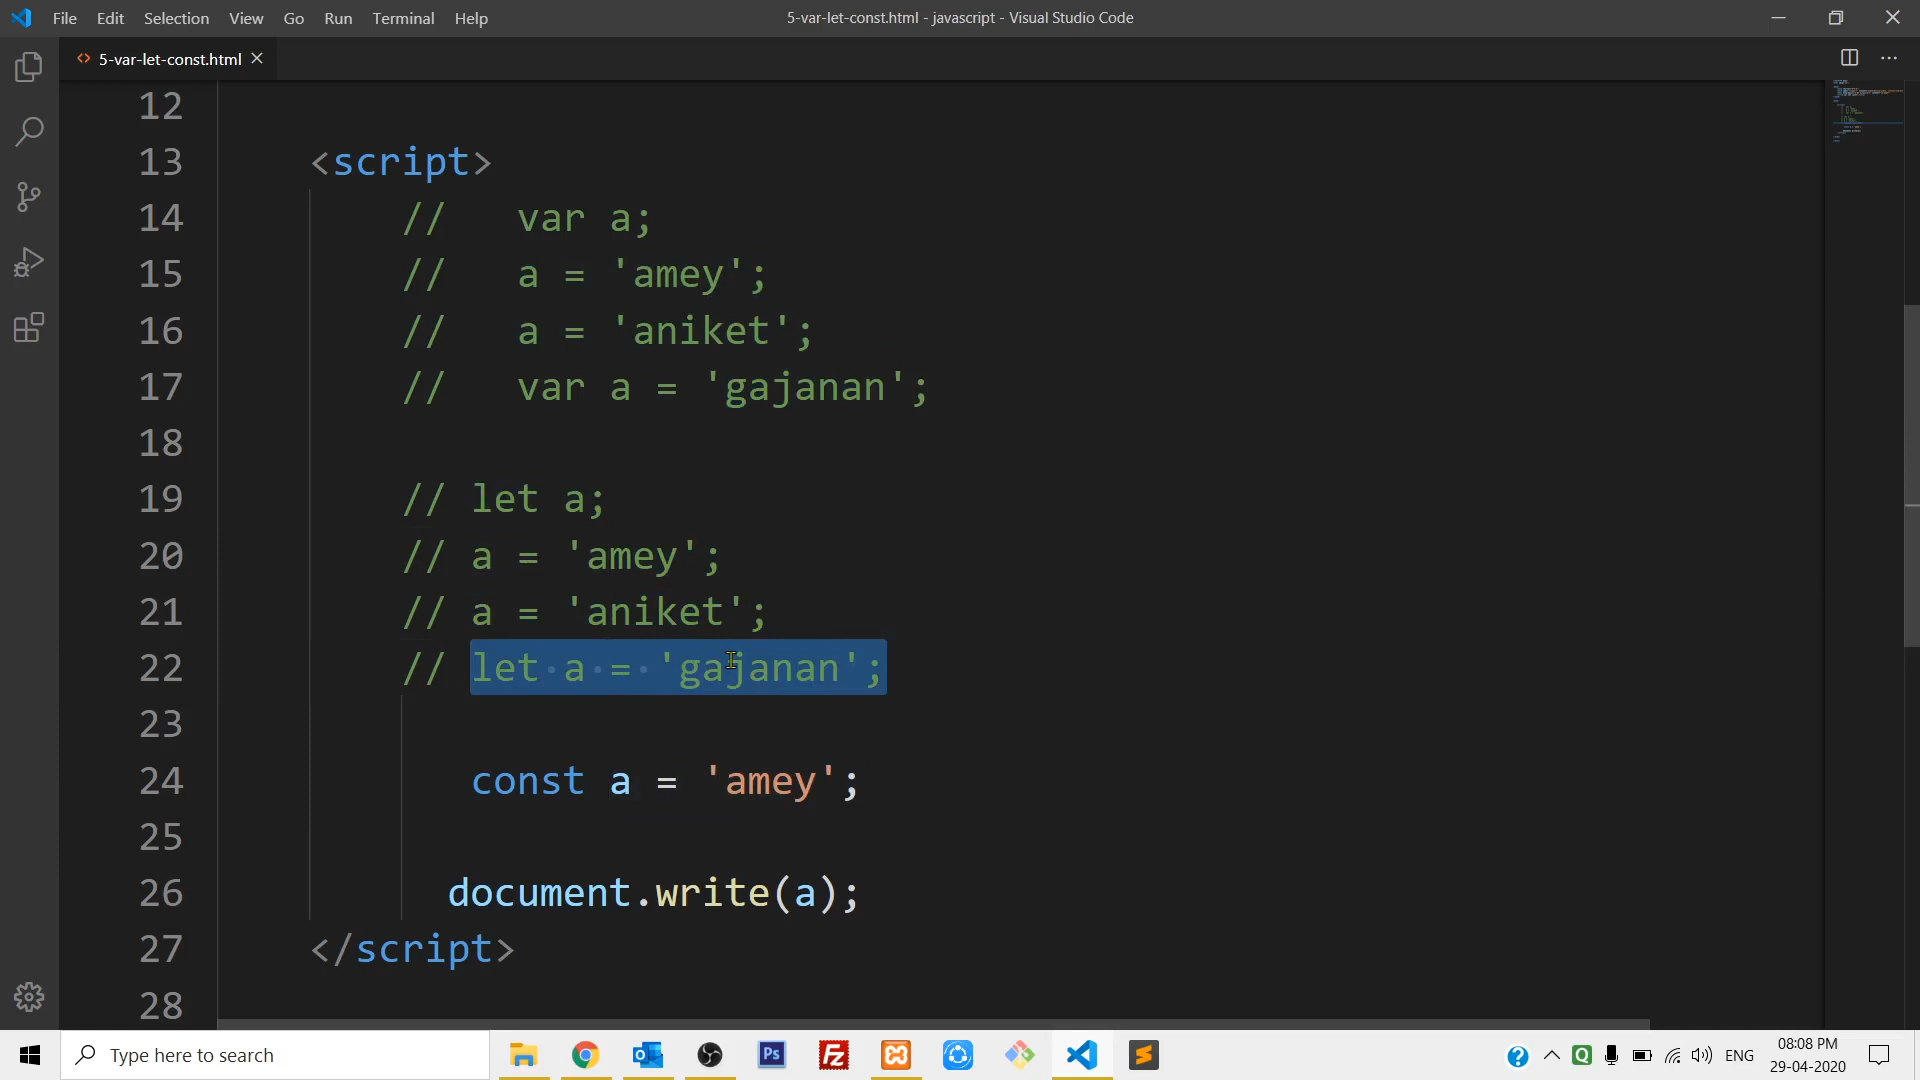 File Edit Selection View Go Run Terminal Help
5-var-let-const.html - javascript - Visual Studio Code
<> 5-var-let-const.html
12
13 <script>
14 //   var a;
15 //   a = 'amey';
16 //   a = 'aniket';
17 //   var a = 'gajanan';
18
19 // let a;
20 // a = 'amey';
21 // a = 'aniket';
22 // let a = 'gajanan';
23
24 const a = 'amey';
25
26 document.write(a);
27 </script>
28
Type here to search
Ps
Fz
ENG
08:08 PM
29-04-2020